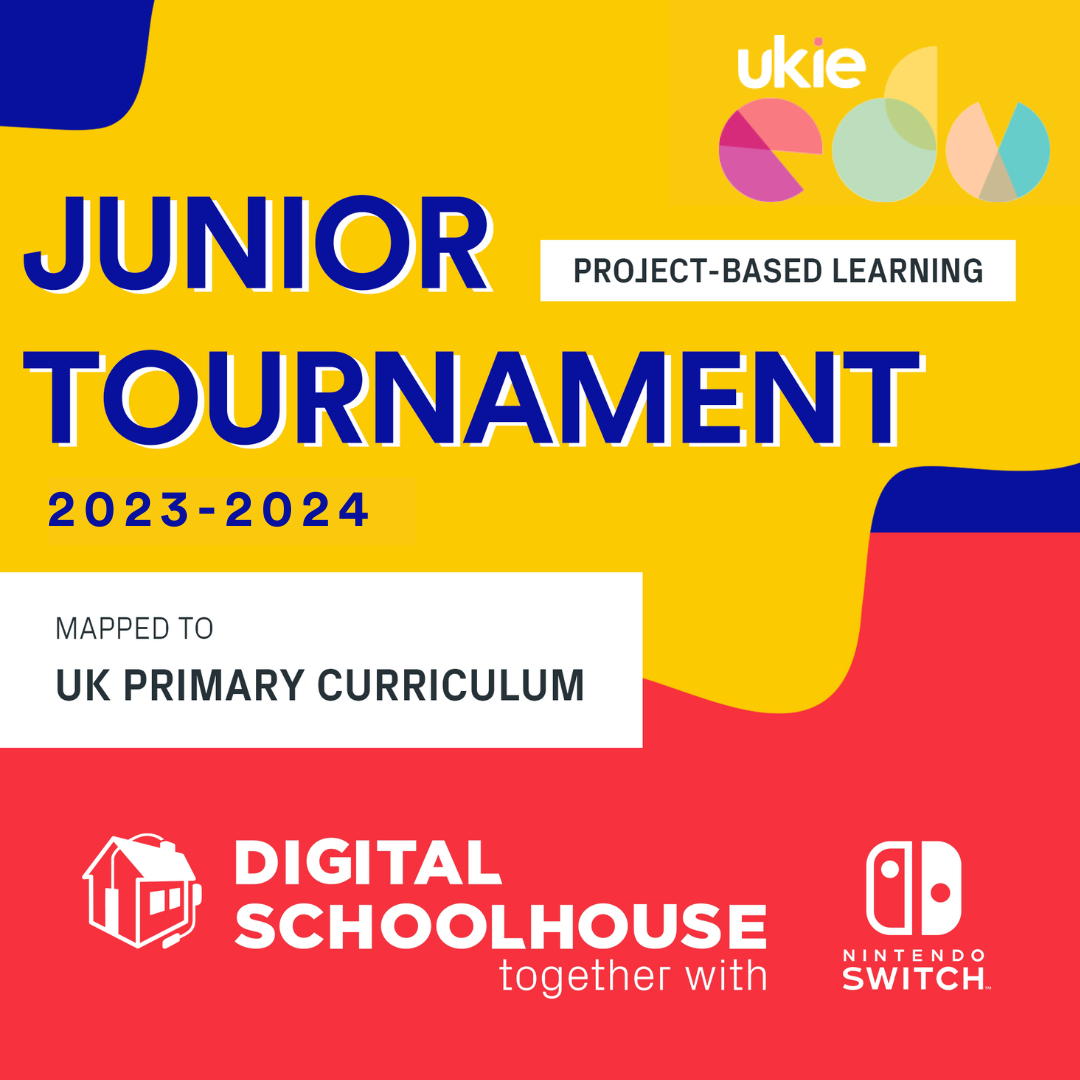 ukie
edu
JUNIOR
PROJECT-BASED LEARNING
TOURNAMENT
2023-2024
MAPPED TO
UK PRIMARY CURRICULUM
DIGITAL
SCHOOLHOUSE
together with
NINTENDO
SWITCH™